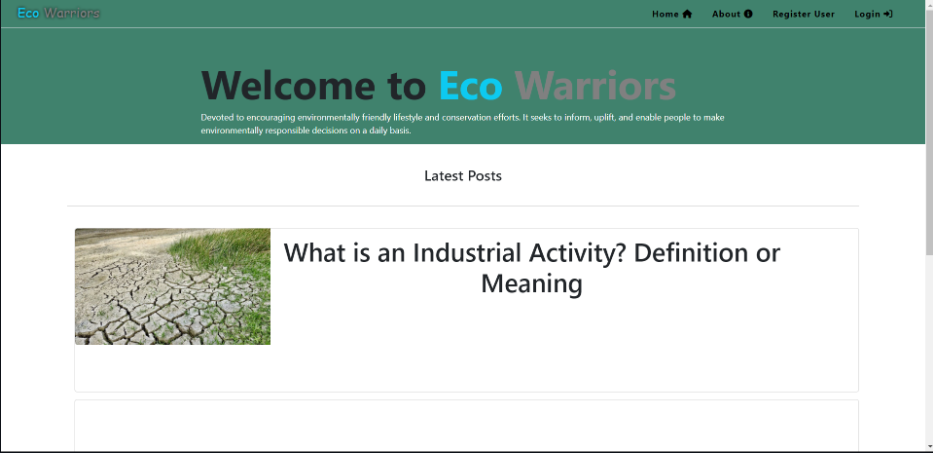 Eco Warriors
Home About Register User Login
Welcome to Eco Warriors
Devoted to encouraging environmentally friendly lifestyle and conservation efforts. It seeks to inform, uplift, and enable people to make
environmentally responsible decisions on a daily basis.
Latest Posts
What is an Industrial Activity? Definition or
Meaning